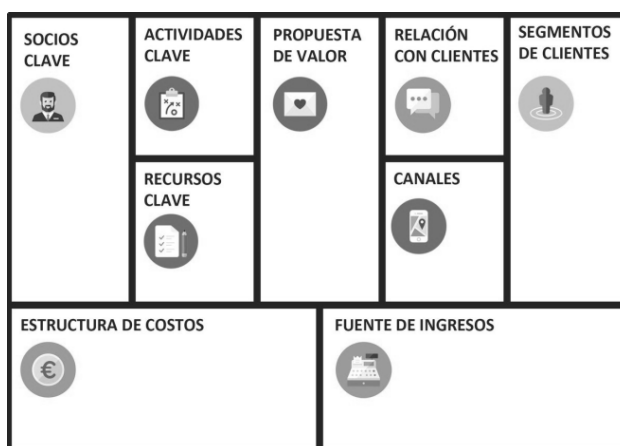 SOCIOS
CLAVE
ACTIVIDADES
CLAVE
RECURSOS
CLAVE
PROPUESTA
DE VALOR
RELACIÓN
CON CLIENTES
CANALES
SEGMENTOS
DE CLIENTES
ESTRUCTURA DE COSTOS
€
FUENTE DE INGRESOS